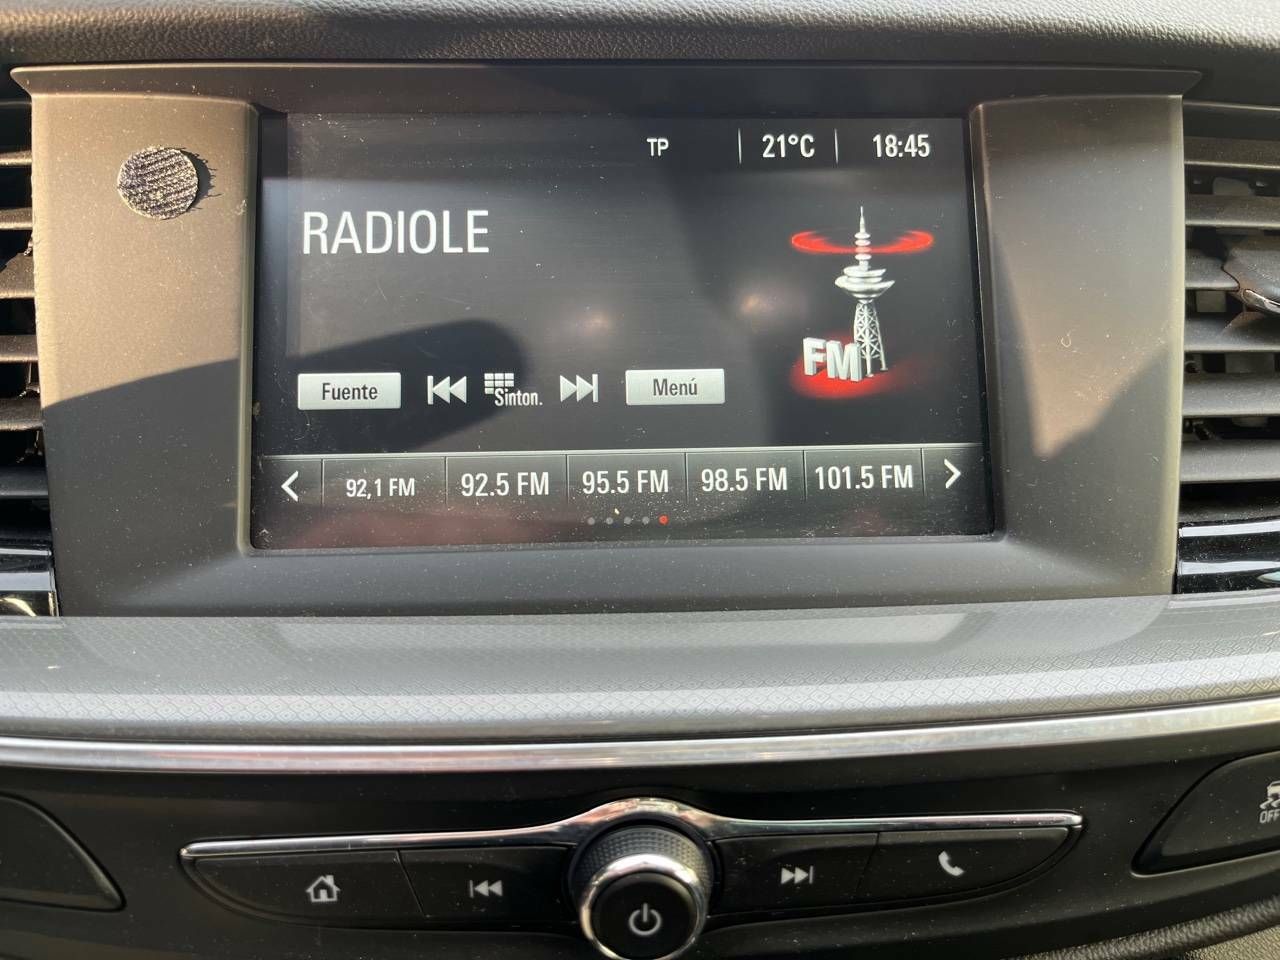 TP 21°C 18:45
RADIOLE
FM
Fuente Sinton. Menú
92,1 FM 92.5 FM 95.5 FM 98.5 FM 101.5 FM
OFF